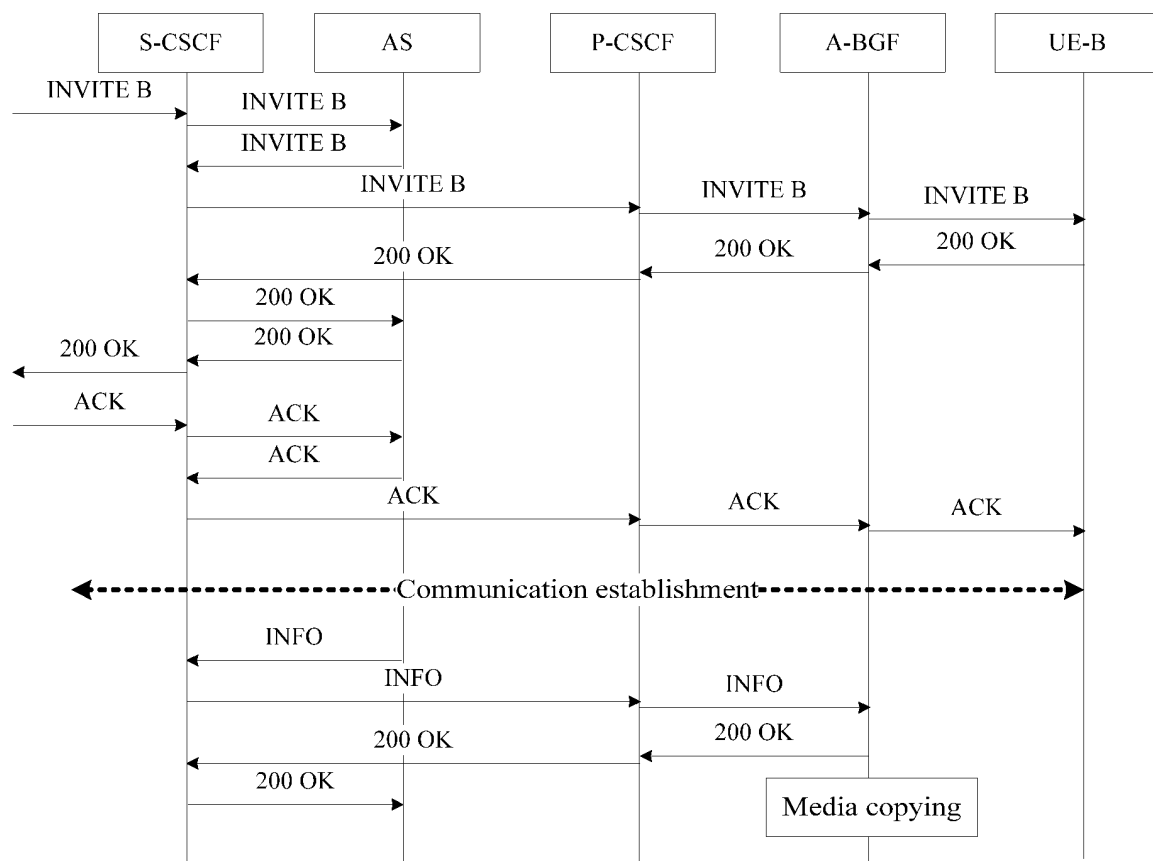 S-CSCF
AS
P-CSCF
A-BGF
UE-B
INVITE B
INVITE B
INVITE B
INVITE B
INVITE B
INVITE B
200 OK
200 OK
200 OK
200 OK
200 OK
200 OK
ACK
ACK
ACK
ACK
ACK
ACK
Communication establishment
INFO
INFO
INFO
200 OK
200 OK
200 OK
Media copying